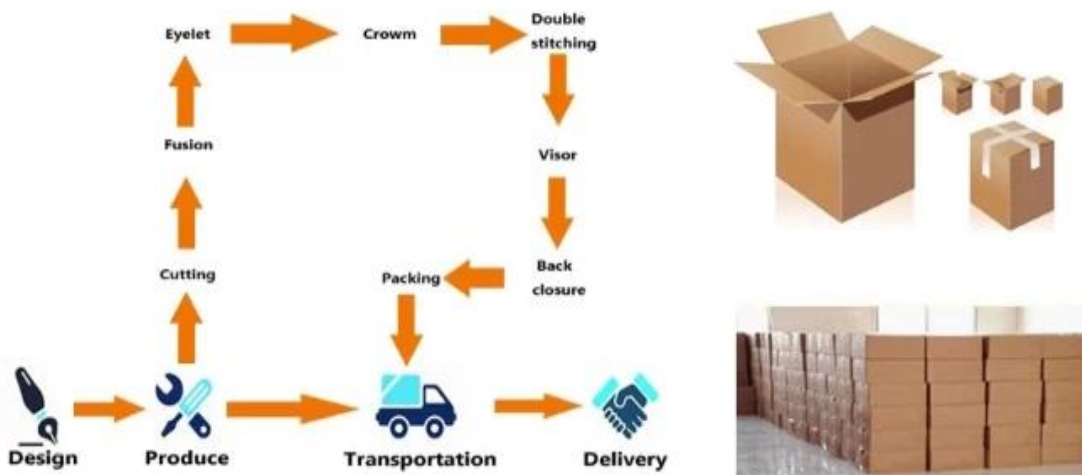 Eyelet
Crowm
Double
stitching
Fusion
Visor
Cutting
Packing
Back
closure
Design
Produce
Transportation
Delivery